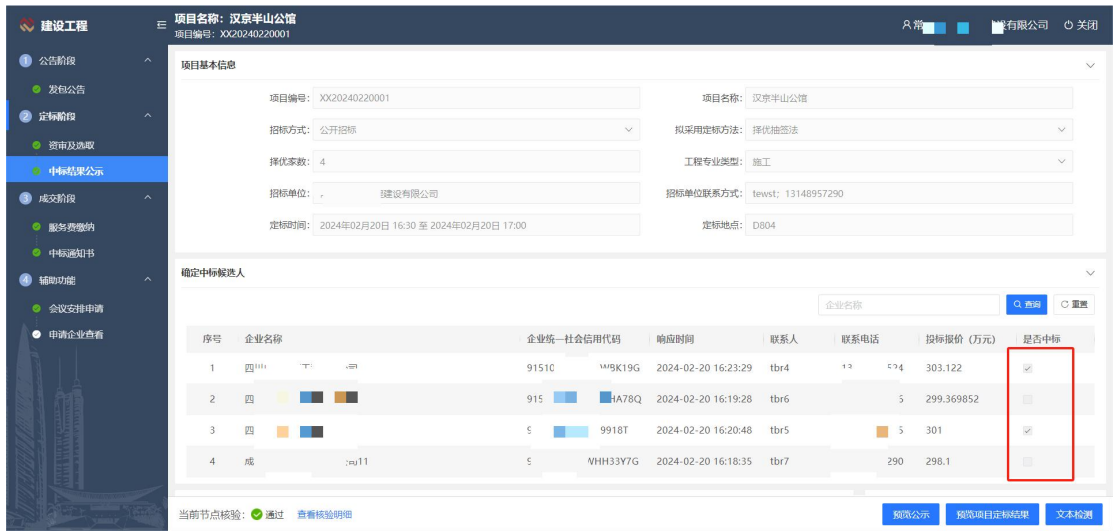 建设工程
项目名称：汉京半山公馆
项目编号：XX20240220001
常 有限公司 关闭
1 公告阶段
发包公告
2 定标阶段
资审及选取
中标结果公示
3 成交阶段
服务费缴纳
中标通知书
4 辅助功能
会议安排申请
申请企业查看
项目基本信息
项目编号： XX20240220001 项目名称： 汉京半山公馆
招标方式： 公开招标 拟采用定标方法： 择优抽签法
择优家数： 4 工程专业类型： 施工
招标单位： 建设有限公司 招标单位联系方式： tewst；13148957290
定标时间： 2024年02月20日 16:30 至 2024年02月20日 17:00 定标地点： D804
确定中标候选人
企业名称 查询 重置
序号 企业名称 企业统一社会信用代码 响应时间 联系人 联系电话 投标报价（万元） 是否中标
1 四 91510 WBK19G 2024-02-20 16:23:29 tbr4 303.122
2 四 915 HA78Q 2024-02-20 16:19:28 tbr6 299.369852
3 四 9 9918T 2024-02-20 16:20:48 tbr5 5 301
4 成 11 WHH33Y7G 2024-02-20 16:18:35 tbr7 290 298.1
当前节点核验： 通过 查看核验明细 预览公示 预览项目定标结果 文本检测